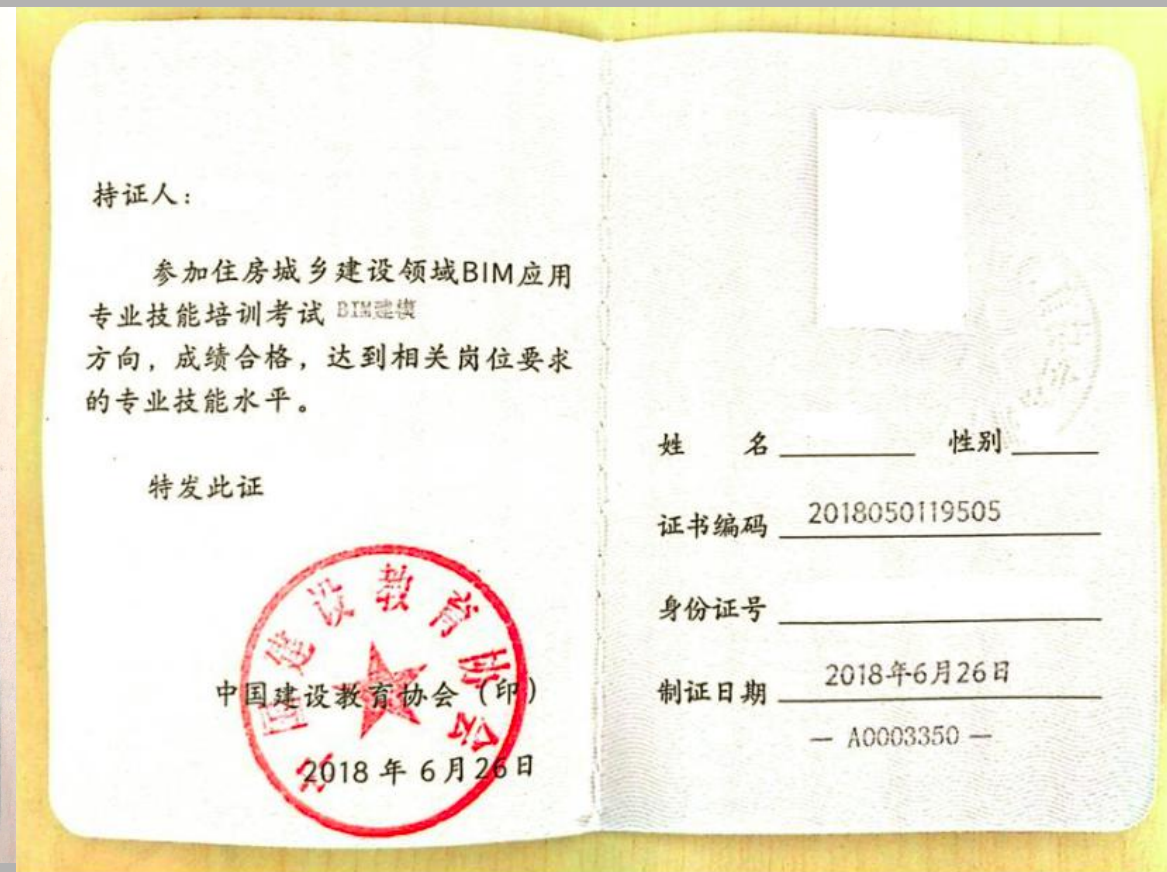 持证人：
参加住房城乡建设领域BIM应用
专业技能培训考试 BIM建模
方向，成绩合格，达到相关岗位要求
的专业技能水平。
特发此证
中国建设教育协会
中国建设教育协会（印）
2018年6月26日
姓 名
性别
证书编码 2018050119505
身份证号
制证日期 2018年6月26日
— A0003350 —